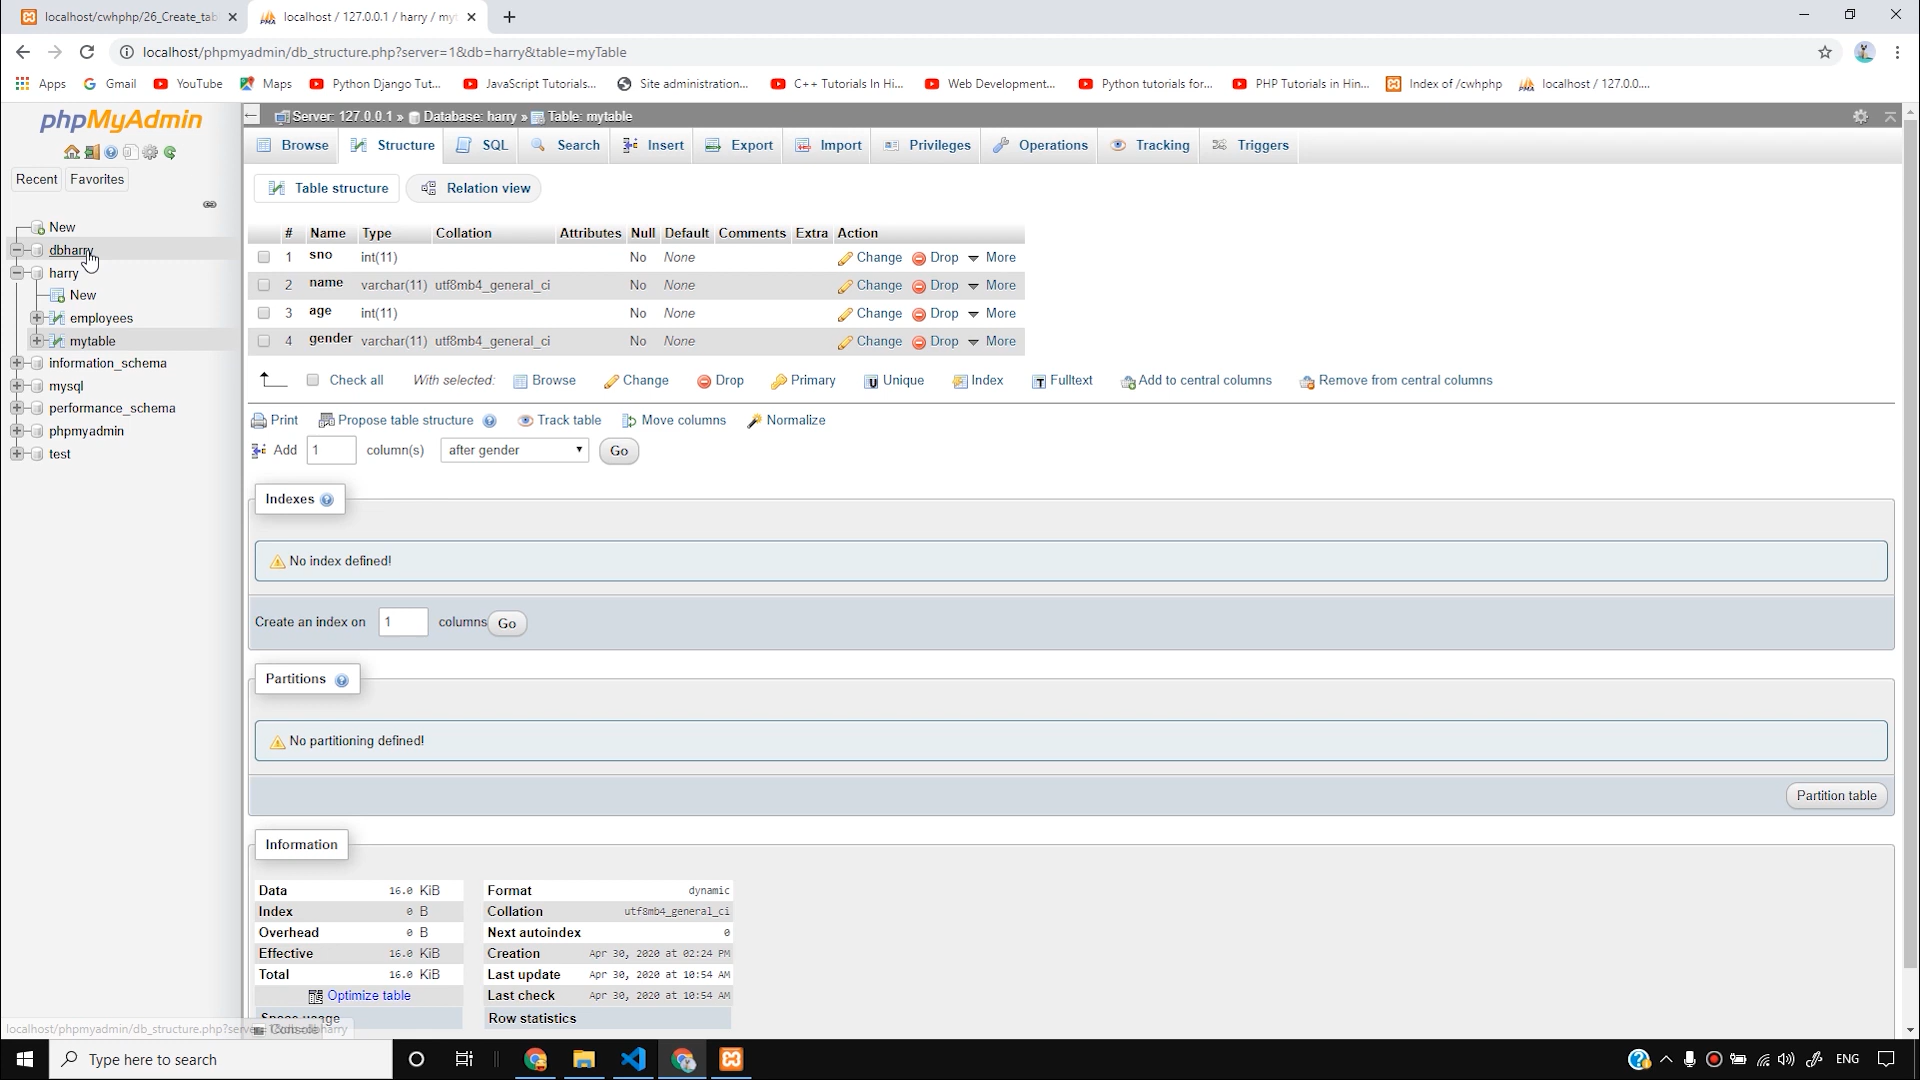 localhost/cwhphp/26_Create_tab
localhost / 127.0.0.1 / harry / my
localhost/phpmyadmin/db_structure.php?server=1&db=harry&table=myTable
Apps Gmail YouTube Maps Python Django Tut... JavaScript Tutorials... Site administration... C++ Tutorials In Hi... Web Development... Python tutorials for... PHP Tutorials in Hin... Index of /cwhphp localhost / 127.0.0....
phpMyAdmin
Recent Favorites
New
dbharry
harry
New
employees
mytable
information_schema
mysql
performance_schema
phpmyadmin
test
Server: 127.0.0.1 » Database: harry » Table: mytable
Browse Structure SQL Search Insert Export Import Privileges Operations Tracking Triggers
Table structure Relation view
# Name Type Collation Attributes Null Default Comments Extra Action
1 sno int(11) No None Change Drop More
2 name varchar(11) utf8mb4_general_ci No None Change Drop More
3 age int(11) No None Change Drop More
4 gender varchar(11) utf8mb4_general_ci No None Change Drop More
Check all With selected: Browse Change Drop Primary Unique Index Fulltext Add to central columns Remove from central columns
Print Propose table structure Track table Move columns Normalize
Add 1 column(s) after gender Go
Indexes
No index defined!
Create an index on 1 columns Go
Partitions
No partitioning defined!
Partition table
Information
Data 16.0 KiB Format dynamic
Index 0 B Collation utf8mb4_general_ci
Overhead 0 B Next autoindex 0
Effective 16.0 KiB Creation Apr 30, 2020 at 02:24 PM
Total 16.0 KiB Last update Apr 30, 2020 at 10:54 AM
Optimize table Last check Apr 30, 2020 at 10:54 AM
Space usage Row statistics
localhost/phpmyadmin/db_structure.php?serve
Console
Type here to search
ENG